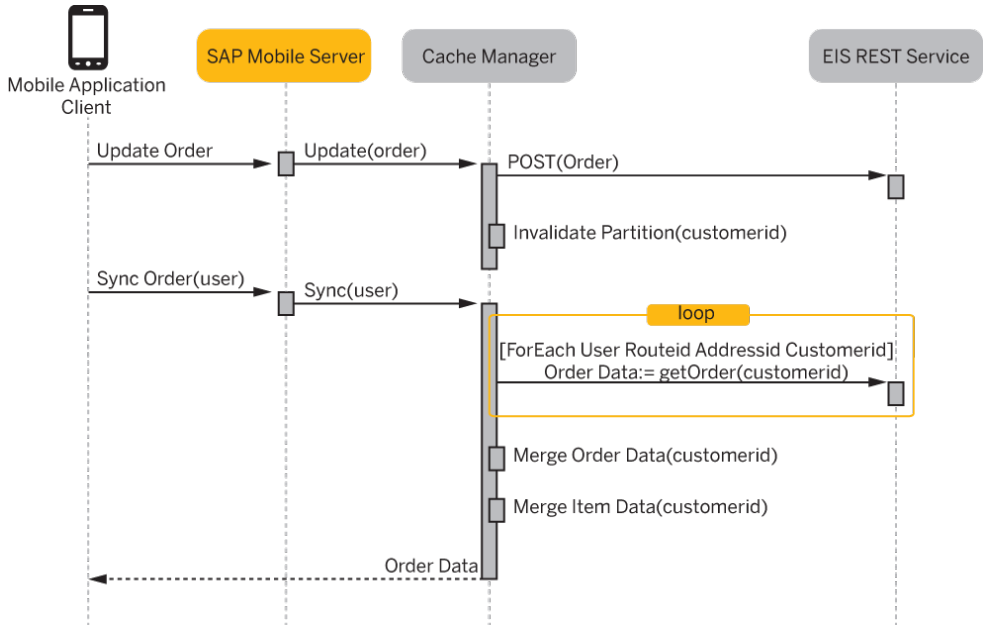 SAP Mobile Server
Cache Manager
EIS REST Service
Mobile Application
Client
Update Order
Update(order)
POST(Order)
Invalidate Partition(customerid)
Sync Order(user)
Sync(user)
loop
[ForEach User Routeid Addressid Customerid]
Order Data:= getOrder(customerid)
Merge Order Data(customerid)
Merge Item Data(customerid)
Order Data